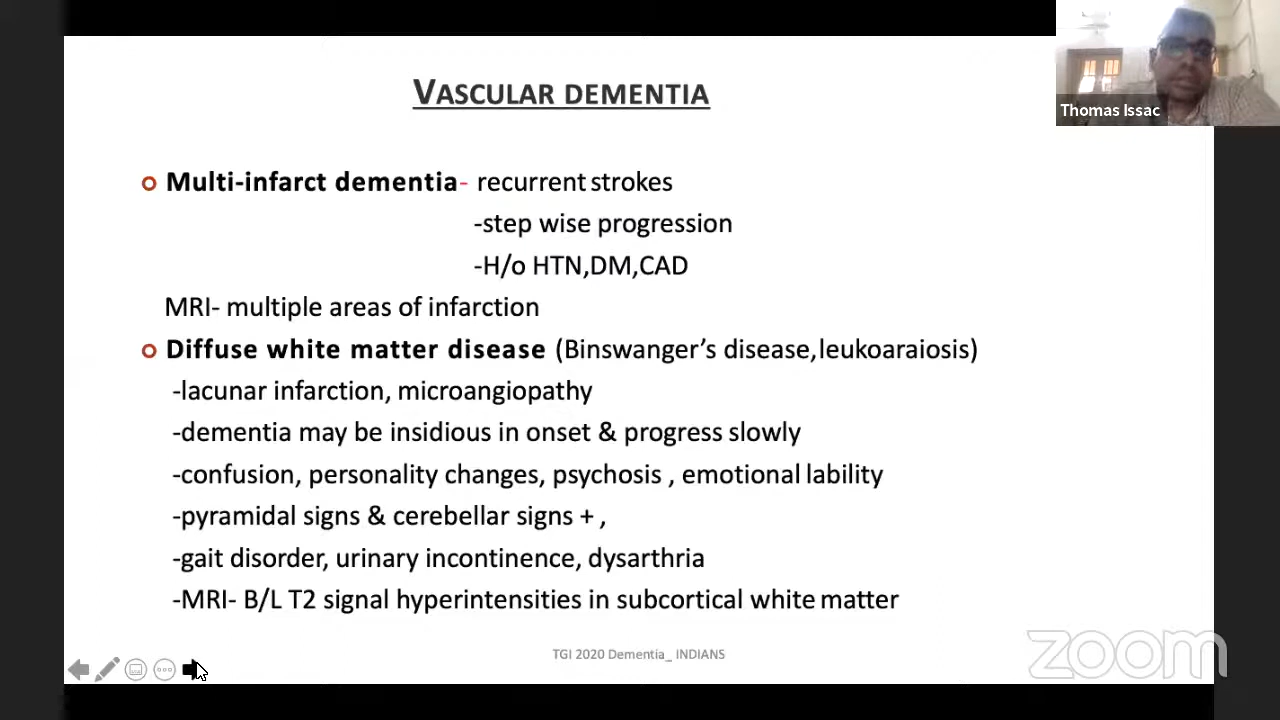 VASCULAR DEMENTIA
Thomas Issac
Multi-infarct dementia- recurrent strokes
-step wise progression
-H/o HTN,DM,CAD
MRI- multiple areas of infarction
Diffuse white matter disease (Binswanger’s disease,leukoaraiosis)
-lacunar infarction, microangiopathy
-dementia may be insidious in onset & progress slowly
-confusion, personality changes, psychosis , emotional lability
-pyramidal signs & cerebellar signs + ,
-gait disorder, urinary incontinence, dysarthria
-MRI- B/L T2 signal hyperintensities in subcortical white matter
TGI 2020 Dementia_ INDIANS
zoom